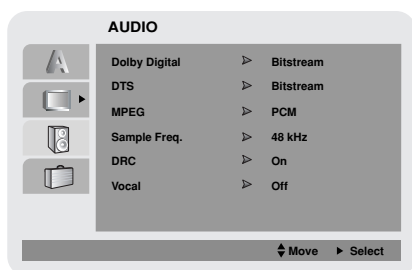 AUDIO
A
Dolby Digital Bitstream
DTS Bitstream
MPEG PCM
Sample Freq. 48 kHz
DRC On
Vocal Off
Move Select